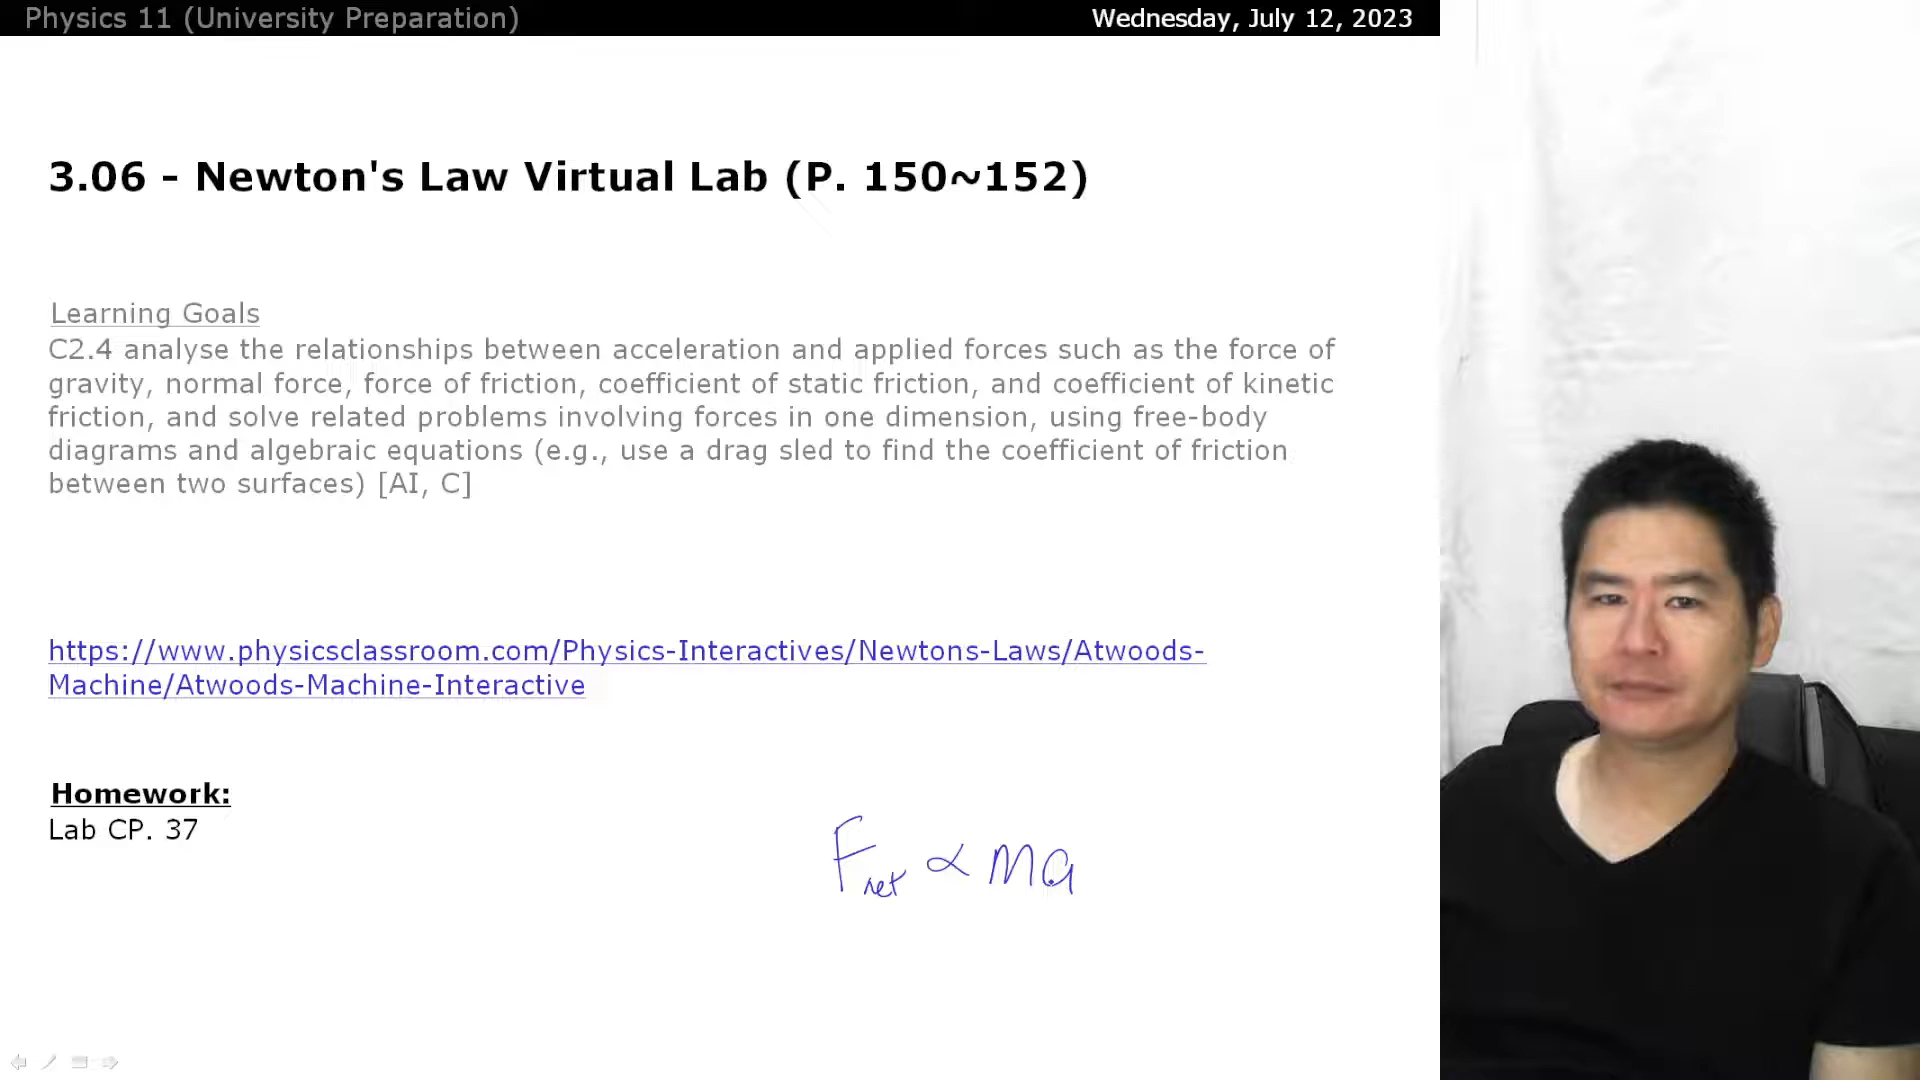 Physics 11 (University Preparation)
Wednesday, July 12, 2023
3.06 - Newton's Law Virtual Lab (P. 150~152)
Learning Goals
C2.4 analyse the relationships between acceleration and applied forces such as the force of
gravity, normal force, force of friction, coefficient of static friction, and coefficient of kinetic
friction, and solve related problems involving forces in one dimension, using free-body
diagrams and algebraic equations (e.g., use a drag sled to find the coefficient of friction
between two surfaces) [AI, C]
https://www.physicsclassroom.com/Physics-Interactives/Newtons-Laws/Atwoods-
Machine/Atwoods-Machine-Interactive
Homework:
Lab CP. 37
Fnet ∝ ma